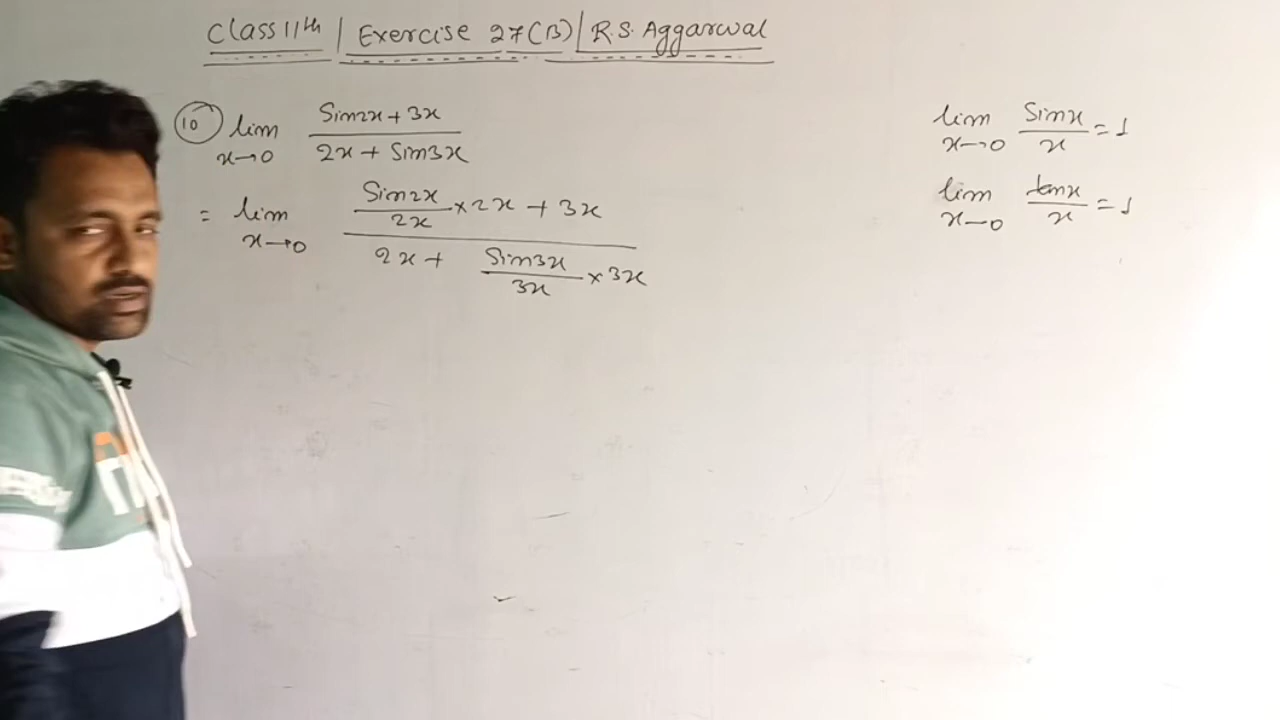 Class 11th | Exercise 27(B) | R.S. Aggarwal
10 lim x→0 (Sin2x + 3x)/(2x + Sin3x)
= lim x→0 (Sin2x/2x × 2x + 3x)/(2x + Sin3x/3x × 3x)
lim x→0 Sinx/x = 1
lim x→0 tanx/x = 1